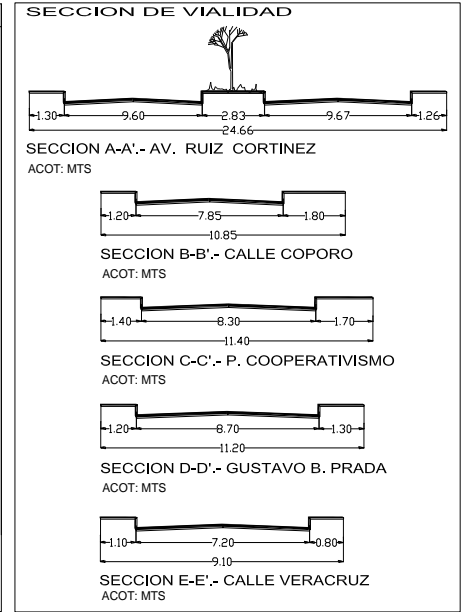 SECCION DE VIALIDAD
1.30 9.60 2.83 9.67 1.26
24.66
SECCION A-A'.- AV. RUIZ CORTINEZ
ACOT: MTS
1.20 7.85 1.80
10.85
SECCION B-B'.- CALLE COPORO
ACOT: MTS
1.40 8.30 1.70
11.40
SECCION C-C'.- P. COOPERATIVISMO
ACOT: MTS
1.20 8.70 1.30
11.20
SECCION D-D'.- GUSTAVO B. PRADA
ACOT: MTS
1.10 7.20 0.80
9.10
SECCION E-E'.- CALLE VERACRUZ
ACOT: MTS